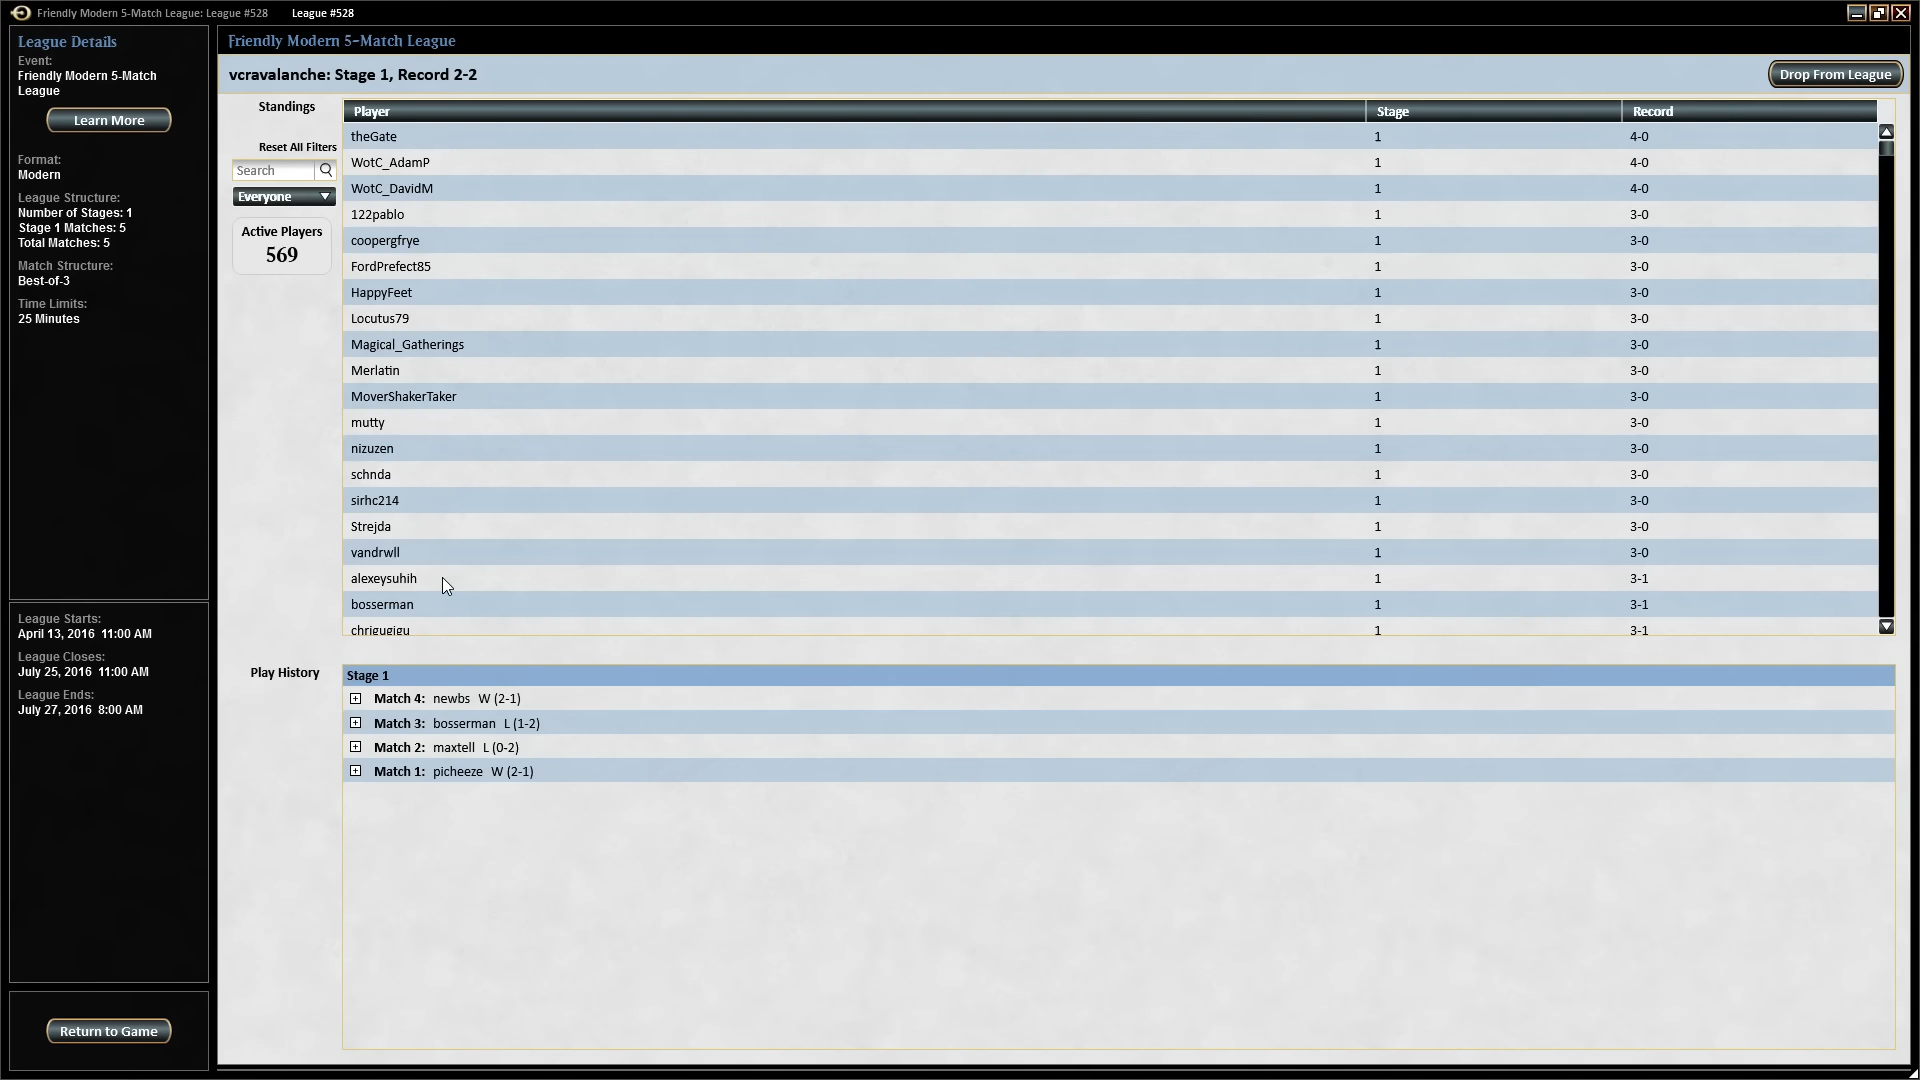 Friendly Modern 5-Match League: League #528 League #528
League Details
Event:
Friendly Modern 5-Match
League
Learn More
Format:
Modern
League Structure:
Number of Stages: 1
Stage 1 Matches: 5
Total Matches: 5
Match Structure:
Best-of-3
Time Limits:
25 Minutes
League Starts:
April 13, 2016 11:00 AM
League Closes:
July 25, 2016 11:00 AM
League Ends:
July 27, 2016 8:00 AM
Return to Game
Friendly Modern 5-Match League
vcravalanche: Stage 1, Record 2-2
Drop From League
Standings
Reset All Filters
Search
Everyone
Active Players
569
Player Stage Record
theGate 1 4-0
WotC_AdamP 1 4-0
WotC_DavidM 1 4-0
122pablo 1 3-0
coopergfrye 1 3-0
FordPrefect85 1 3-0
HappyFeet 1 3-0
Locutus79 1 3-0
Magical_Gatherings 1 3-0
Merlatin 1 3-0
MoverShakerTaker 1 3-0
mutty 1 3-0
nizuzen 1 3-0
schnda 1 3-0
sirhc214 1 3-0
Strejda 1 3-0
vandrwll 1 3-0
alexeysuhih 1 3-1
bosserman 1 3-1
chrigugigu 1 3-1
Play History
Stage 1
Match 4: newbs W (2-1)
Match 3: bosserman L (1-2)
Match 2: maxtell L (0-2)
Match 1: picheeze W (2-1)